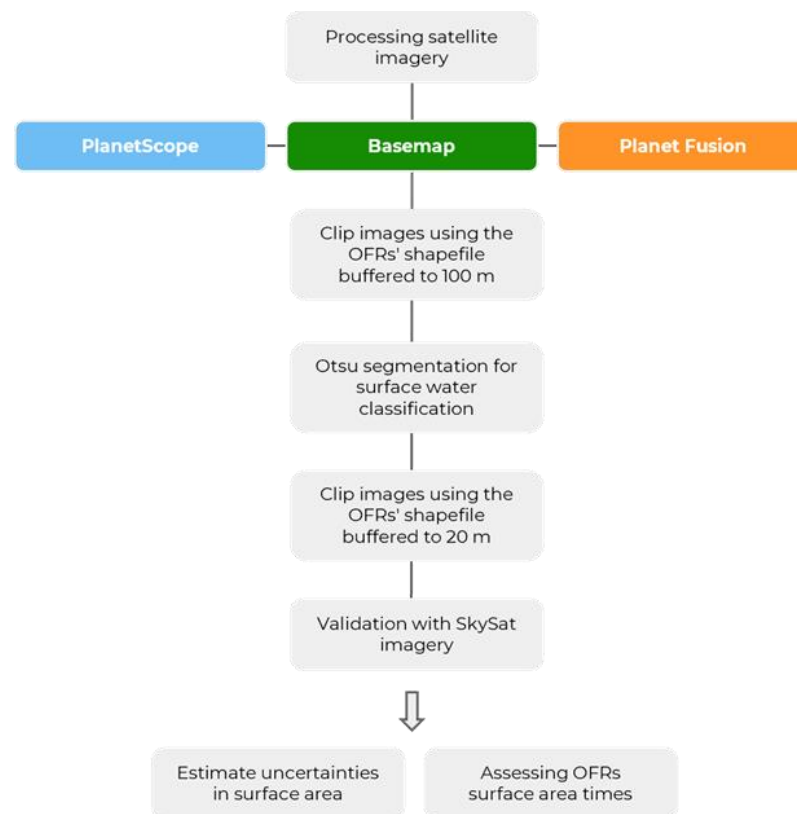 Processing satellite
imagery
PlanetScope
Basemap
Planet Fusion
Clip images using the
OFRs' shapefile
buffered to 100 m
Otsu segmentation for
surface water
classification
Clip images using the
OFRs' shapefile
buffered to 20 m
Validation with SkySat
imagery
Estimate uncertainties
in surface area
Assessing OFRs
surface area times